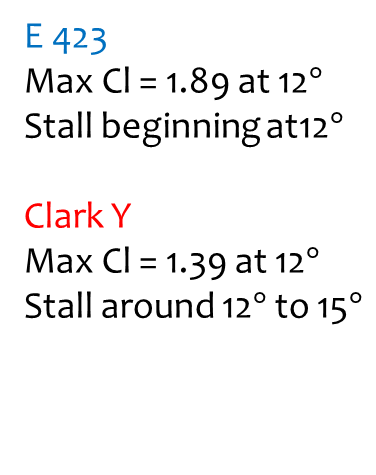 E 423
Max Cl = 1.89 at 12°
Stall beginning at12°
Clark Y
Max Cl = 1.39 at 12°
Stall around 12° to 15°